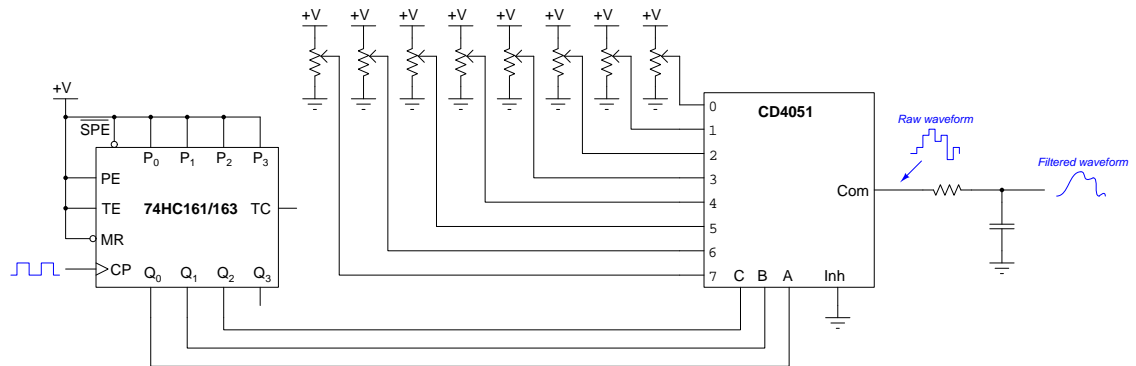 +V +V +V +V +V +V +V +V
+V
SPE
P0 P1 P2 P3
PE
TE
74HC161/163
TC
MR
CP
Q0 Q1 Q2 Q3
0
1
2
3
4
5
6
7
CD4051
Com
C B A Inh
Raw waveform
Filtered waveform